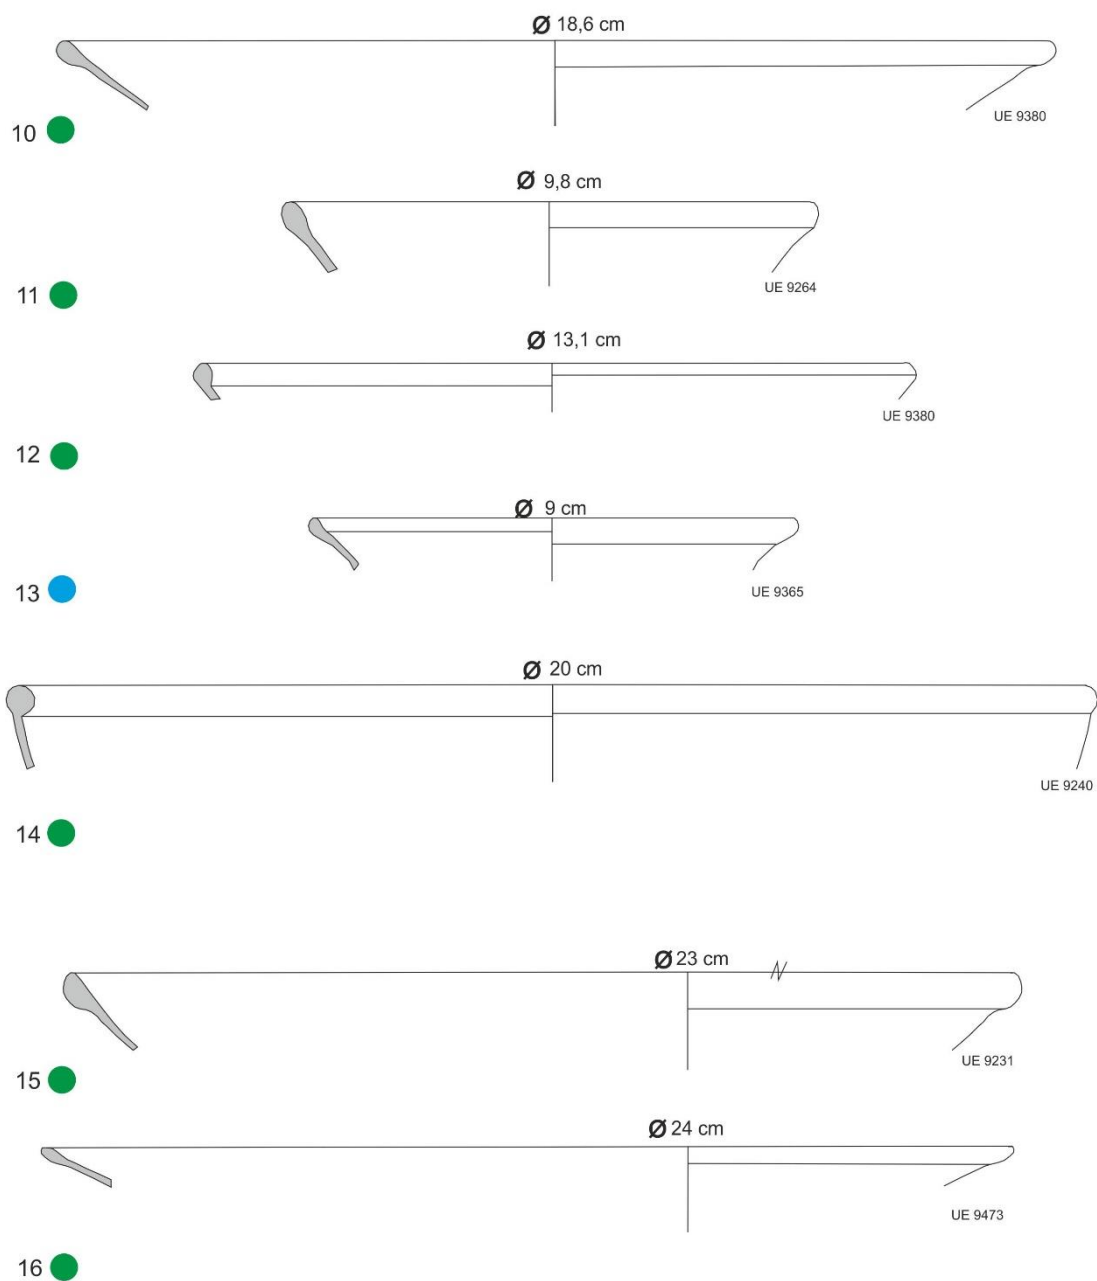 Ø 18,6 cm
UE 9380
10
Ø 9,8 cm
UE 9264
11
Ø 13,1 cm
UE 9380
12
Ø 9 cm
UE 9365
13
Ø 20 cm
UE 9240
14
Ø 23 cm
UE 9231
15
Ø 24 cm
UE 9473
16